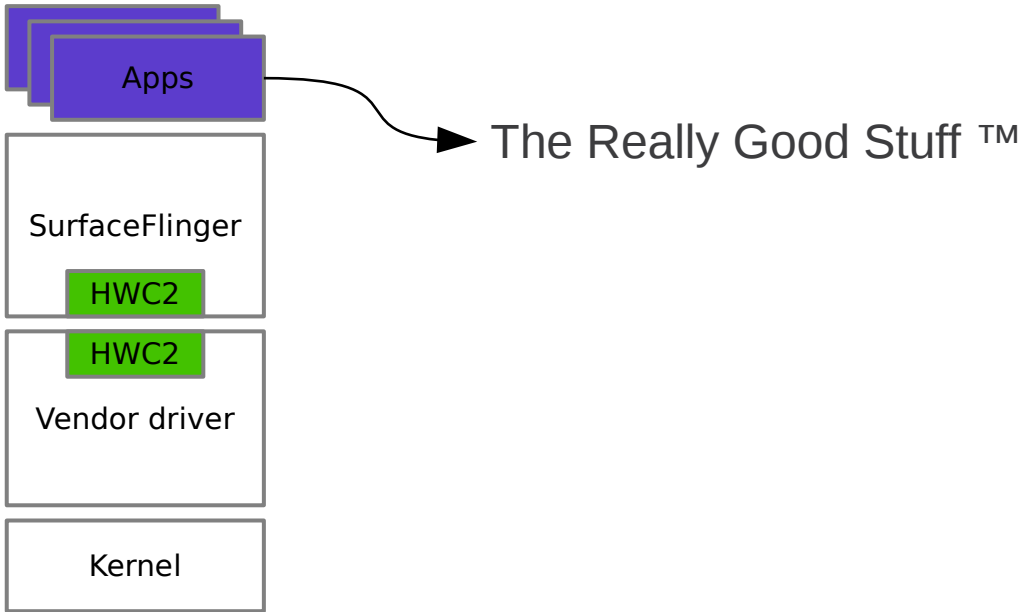 Apps
The Really Good Stuff ™
SurfaceFlinger
HWC2
HWC2
Vendor driver
Kernel